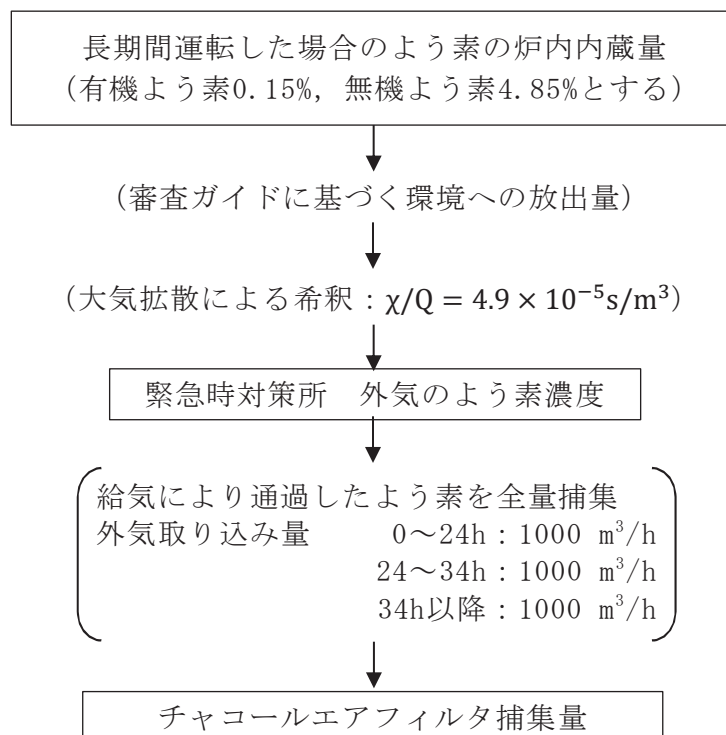 長期間運転した場合のよう素の炉内内蔵量
(有機よう素0.15%, 無機よう素4.85%とする)
(審査ガイドに基づく環境への放出量)
(大気拡散による希釈:χ/Q = 4.9 × 10⁻⁵s/m³)
緊急時対策所 外気のよう素濃度
給気により通過したよう素を全量捕集
外気取り込み量 0~24h:1000 m³/h
24~34h:1000 m³/h
34h以降:1000 m³/h
チャコールエアフィルタ捕集量